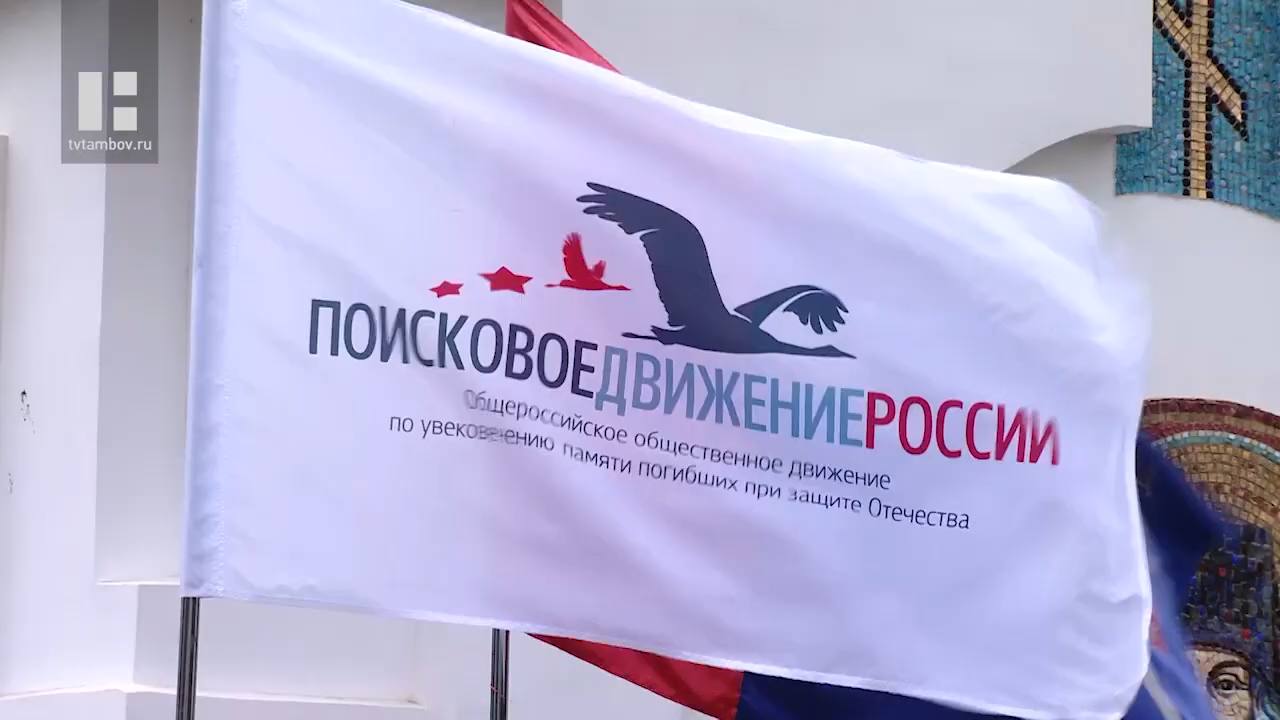 tvtambov.ru
ПОИСКОВОЕДВИЖЕНИЕРОССИИ
Общероссийское общественное движение
по увековечению памяти погибших при защите Отечества